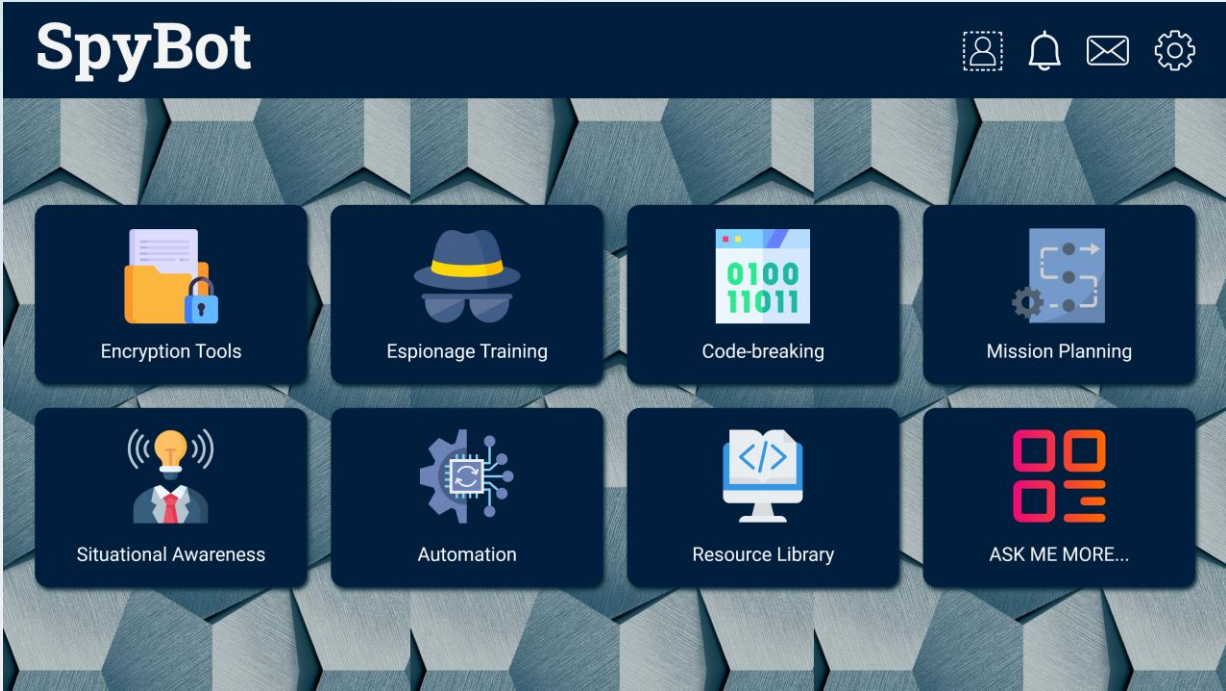 SpyBot
Encryption Tools
Espionage Training
0100
11011
Code-breaking
Mission Planning
Situational Awareness
Automation
</>
Resource Library
ASK ME MORE...